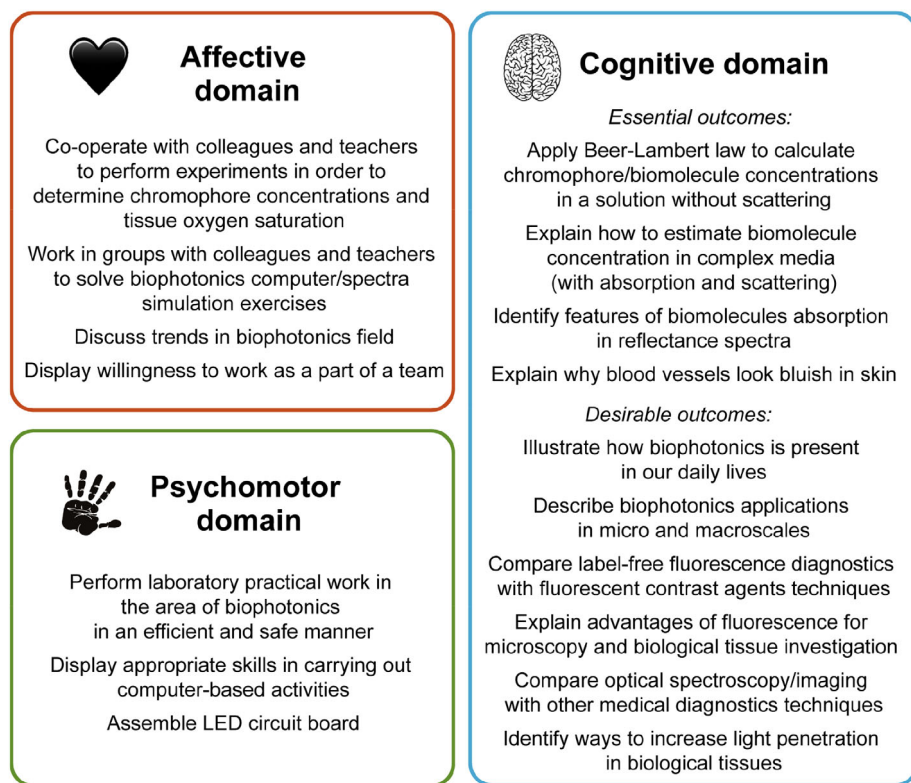 Affective
domain
Co-operate with colleagues and teachers
to perform experiments in order to
determine chromophore concentrations and
tissue oxygen saturation
Work in groups with colleagues and teachers
to solve biophotonics computer/spectra
simulation exercises
Discuss trends in biophotonics field
Display willingness to work as a part of a team
Psychomotor
domain
Perform laboratory practical work in
the area of biophotonics
in an efficient and safe manner
Display appropriate skills in carrying out
computer-based activities
Assemble LED circuit board
Cognitive domain
Essential outcomes:
Apply Beer-Lambert law to calculate
chromophore/biomolecule concentrations
in a solution without scattering
Explain how to estimate biomolecule
concentration in complex media
(with absorption and scattering)
Identify features of biomolecules absorption
in reflectance spectra
Explain why blood vessels look bluish in skin
Desirable outcomes:
Illustrate how biophotonics is present
in our daily lives
Describe biophotonics applications
in micro and macroscales
Compare label-free fluorescence diagnostics
with fluorescent contrast agents techniques
Explain advantages of fluorescence for
microscopy and biological tissue investigation
Compare optical spectroscopy/imaging
with other medical diagnostics techniques
Identify ways to increase light penetration
in biological tissues